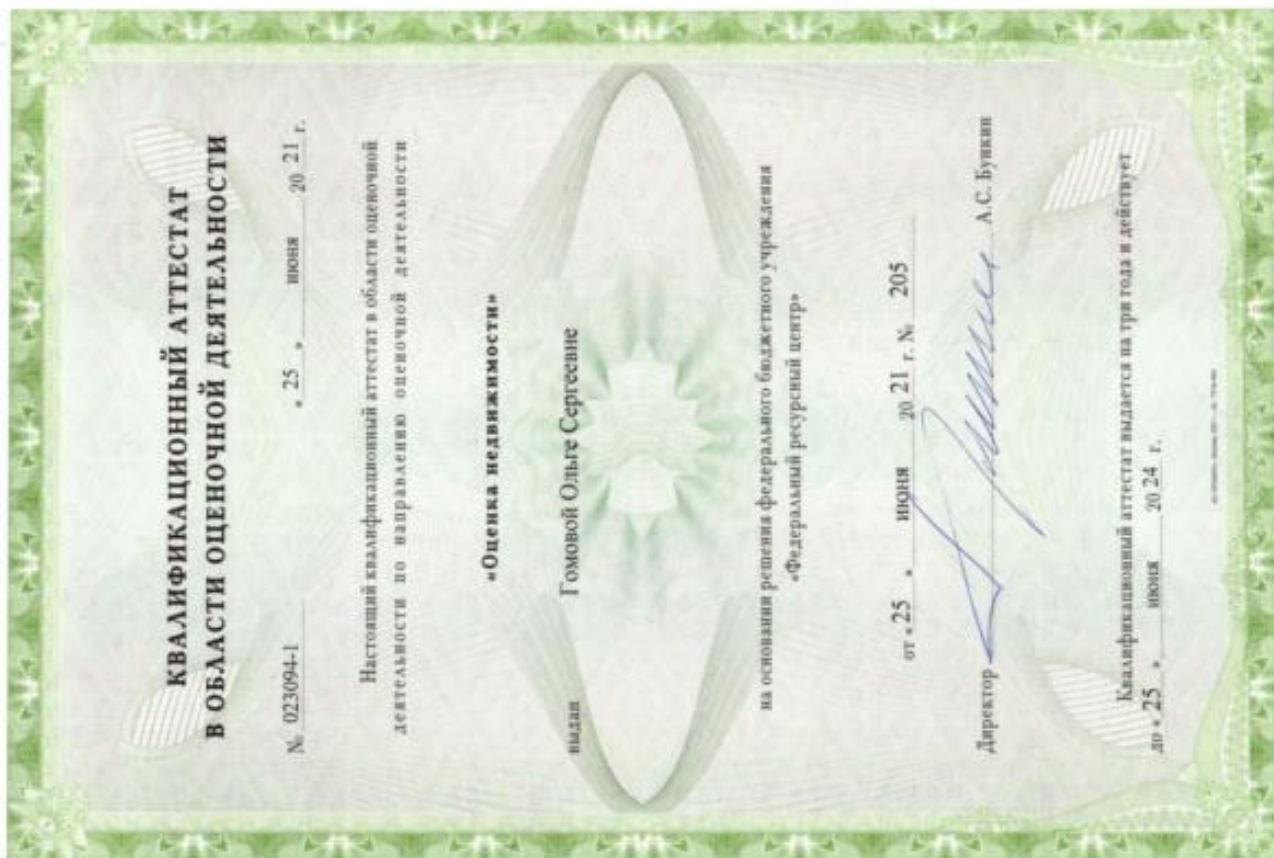 КВАЛИФИКАЦИОННЫЙ АТТЕСТАТ
В ОБЛАСТИ ОЦЕНОЧНОЙ ДЕЯТЕЛЬНОСТИ
№ 023094-1 « 25 » июня 20 21 г.
Настоящий квалификационный аттестат в области оценочной
деятельности по направлению оценочной деятельности
«Оценка недвижимости»
выдан Гомовой Ольге Сергеевне
на основании решения федерального бюджетного учреждения
«Федеральный ресурсный центр»
от « 25 » июня 20 21 г. № 205
Директор А.С. Бункин
Квалификационный аттестат выдается на три года и действует
до « 25 » июня 20 24 г.